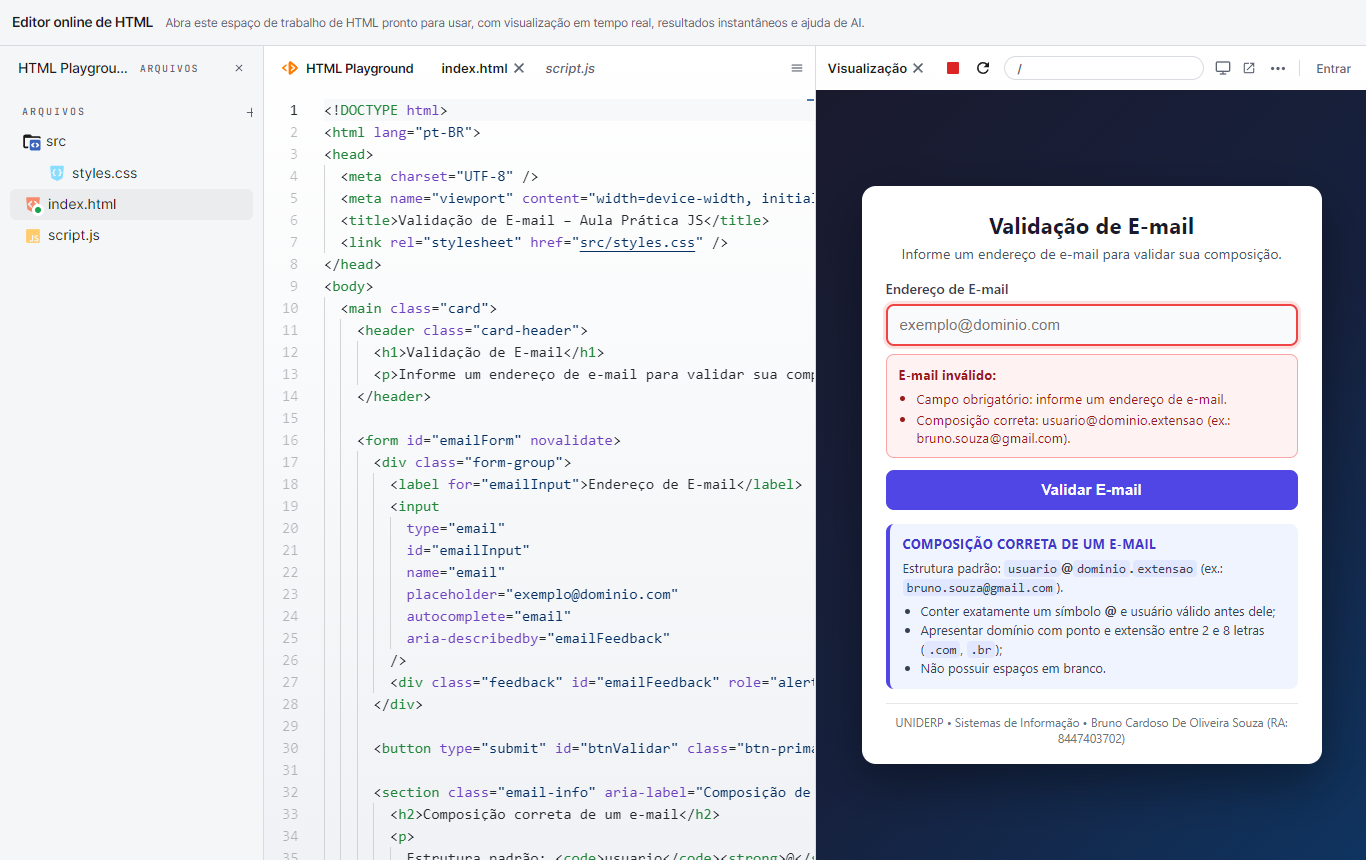 Editor online de HTML Abra este espaço de trabalho de HTML pronto para usar, com visualização em tempo real, resultados instantâneos e ajuda de AI.
HTML Playgrou... ARQUIVOS ×
ARQUIVOS +
src
styles.css
index.html
script.js
HTML Playground index.html × script.js
1 <!DOCTYPE html>
2 <html lang="pt-BR">
3 <head>
4 <meta charset="UTF-8" />
5 <meta name="viewport" content="width=device-width, initial
6 <title>Validação de E-mail – Aula Prática JS</title>
7 <link rel="stylesheet" href="src/styles.css" />
8 </head>
9 <body>
10 <main class="card">
11 <header class="card-header">
12 <h1>Validação de E-mail</h1>
13 <p>Informe um endereço de e-mail para validar sua comp
14 </header>
15
16 <form id="emailForm" novalidate>
17 <div class="form-group">
18 <label for="emailInput">Endereço de E-mail</label>
19 <input
20 type="email"
21 id="emailInput"
22 name="email"
23 placeholder="exemplo@dominio.com"
24 autocomplete="email"
25 aria-describedby="emailFeedback"
26 />
27 <div class="feedback" id="emailFeedback" role="alert
28 </div>
29
30 <button type="submit" id="btnValidar" class="btn-prima
31
32 <section class="email-info" aria-label="Composição de
33 <h2>Composição correta de um e-mail</h2>
34 <p>
35 Estrutura padrão: <code>usuario</code><strong>@</s
Visualização × / Entrar
Validação de E-mail
Informe um endereço de e-mail para validar sua composição.
Endereço de E-mail
exemplo@dominio.com
E-mail inválido:
• Campo obrigatório: informe um endereço de e-mail.
• Composição correta: usuario@dominio.extensao (ex.:
bruno.souza@gmail.com).
Validar E-mail
COMPOSIÇÃO CORRETA DE UM E-MAIL
Estrutura padrão: usuario@dominio.extensao (ex.:
bruno.souza@gmail.com).
• Conter exatamente um símbolo @ e usuário válido antes dele;
• Apresentar domínio com ponto e extensão entre 2 e 8 letras
(.com, .br);
• Não possuir espaços em branco.
UNIDERP • Sistemas de Informação • Bruno Cardoso De Oliveira Souza (RA:
8447403702)